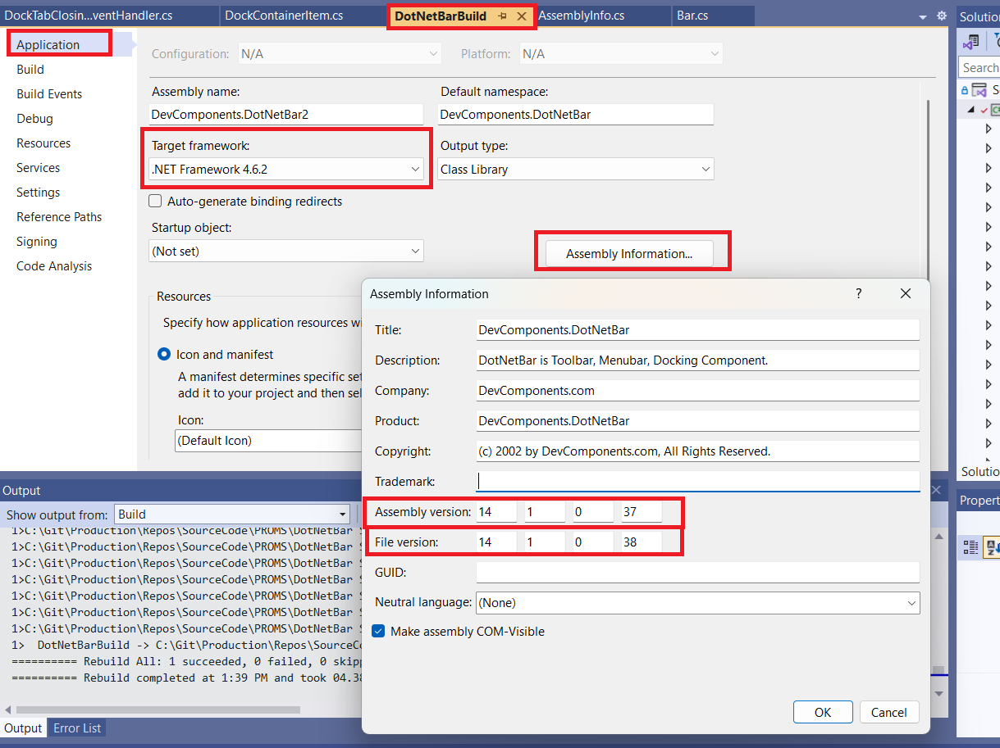 DockTabClosin...ventHandler.cs
DockContainerItem.cs
DotNetBarBuild
AssemblyInfo.cs
Bar.cs
Solutio
Application
Build
Build Events
Debug
Resources
Services
Settings
Reference Paths
Signing
Code Analysis
Configuration: N/A
Platform: N/A
Assembly name:
DevComponents.DotNetBar2
Default namespace:
DevComponents.DotNetBar
Target framework:
.NET Framework 4.6.2
Output type:
Class Library
Auto-generate binding redirects
Startup object:
(Not set)
Assembly Information...
Resources
Specify how application resources wi
Icon and manifest
A manifest determines specific set
add it to your project and then sel
Icon:
(Default Icon)
Search
S
C#
Solutio
Propert
Assembly Information
?
Title: DevComponents.DotNetBar
Description: DotNetBar is Toolbar, Menubar, Docking Component.
Company: DevComponents.com
Product: DevComponents.DotNetBar
Copyright: (c) 2002 by DevComponents.com, All Rights Reserved.
Trademark:
Assembly version: 14 1 0 37
File version: 14 1 0 38
GUID:
Neutral language: (None)
Make assembly COM-Visible
OK
Cancel
Output
Show output from: Build
1>C:\Git\Production\Repos\SourceCode\PROMS\DotNetBar S
1>C:\Git\Production\Repos\SourceCode\PROMS\DotNetBar S
1>C:\Git\Production\Repos\SourceCode\PROMS\DotNetBar S
1>C:\Git\Production\Repos\SourceCode\PROMS\DotNetBar S
1>C:\Git\Production\Repos\SourceCode\PROMS\DotNetBar S
1>C:\Git\Production\Repos\SourceCode\PROMS\DotNetBar S
1>C:\Git\Production\Repos\SourceCode\PROMS\DotNetBar S
1> DotNetBarBuild -> C:\Git\Production\Repos\SourceCo
========== Rebuild All: 1 succeeded, 0 failed, 0 skipp
========== Rebuild completed at 1:39 PM and took 04.38
Output
Error List